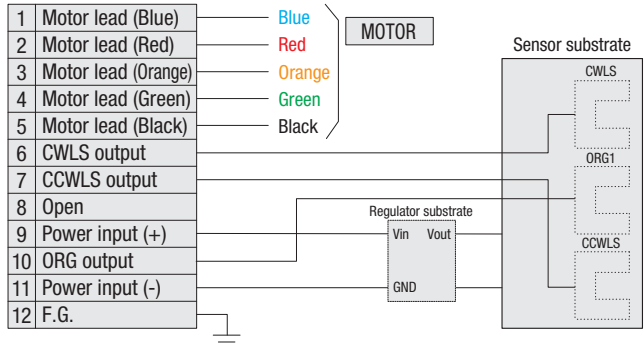 1 Motor lead (Blue) Blue
2 Motor lead (Red) Red
3 Motor lead (Orange) Orange
4 Motor lead (Green) Green
5 Motor lead (Black) Black
MOTOR
6 CWLS output
7 CCWLS output
8 Open
9 Power input (+)
10 ORG output
11 Power input (-)
12 F.G.
Regulator substrate
Vin Vout
GND
Sensor substrate
CWLS
ORG1
CCWLS